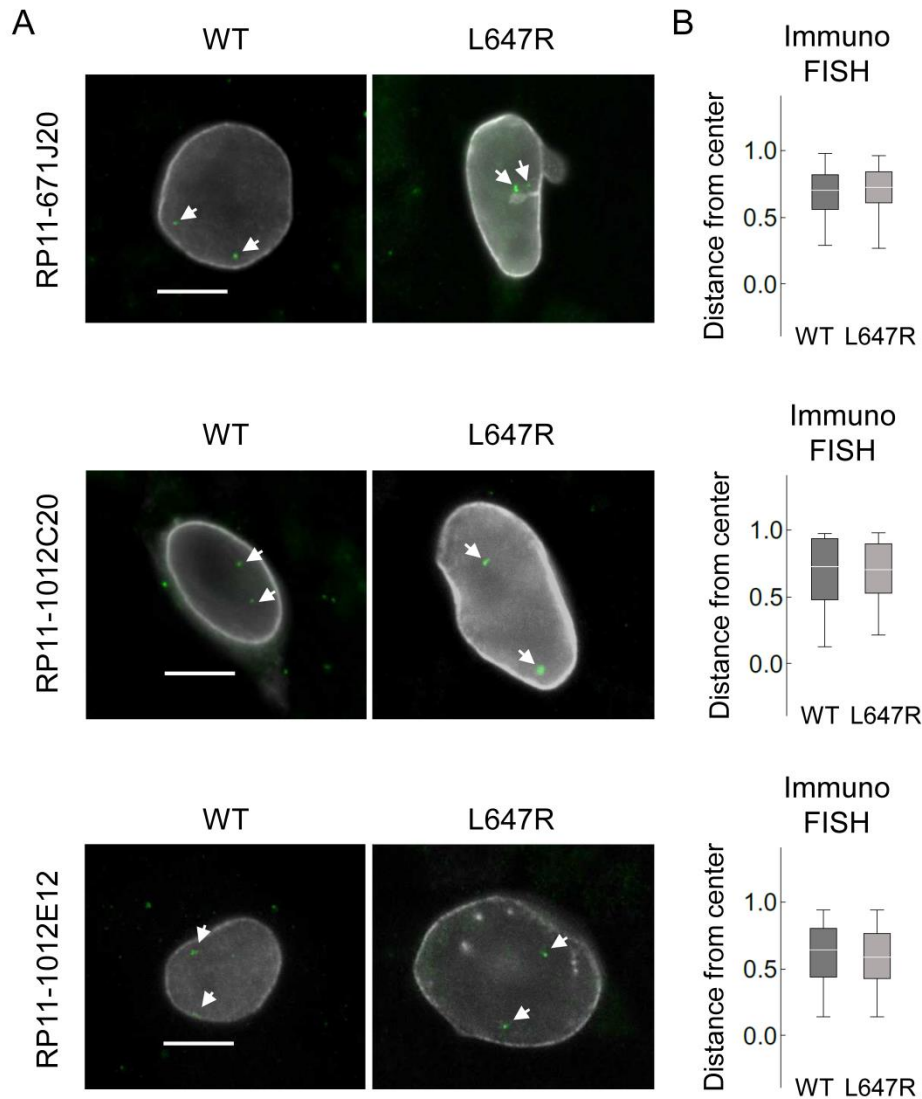 A
B
WT
L647R
RP11-671J20
Immuno
FISH
Distance from center
1.0
0.5
0.0
WT L647R
WT
L647R
RP11-1012C20
Immuno
FISH
Distance from center
1.0
0.5
0.0
WT L647R
WT
L647R
RP11-1012E12
Immuno
FISH
Distance from center
1.0
0.5
0.0
WT L647R